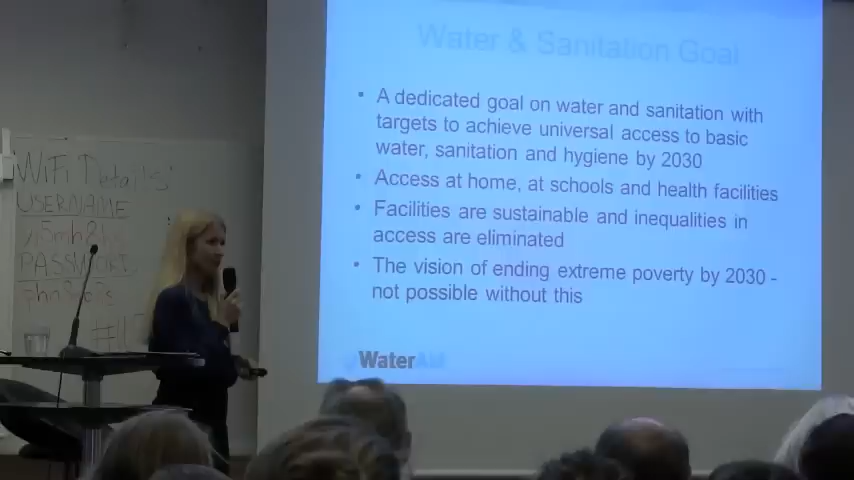 Water & Sanitation Goal
• A dedicated goal on water and sanitation with
targets to achieve universal access to basic
water, sanitation and hygiene by 2030
• Access at home, at schools and health facilities
• Facilities are sustainable and inequalities in
access are eliminated
• The vision of ending extreme poverty by 2030 -
not possible without this
WaterAid
WiFi Details:
USERNAME
PASSWORD